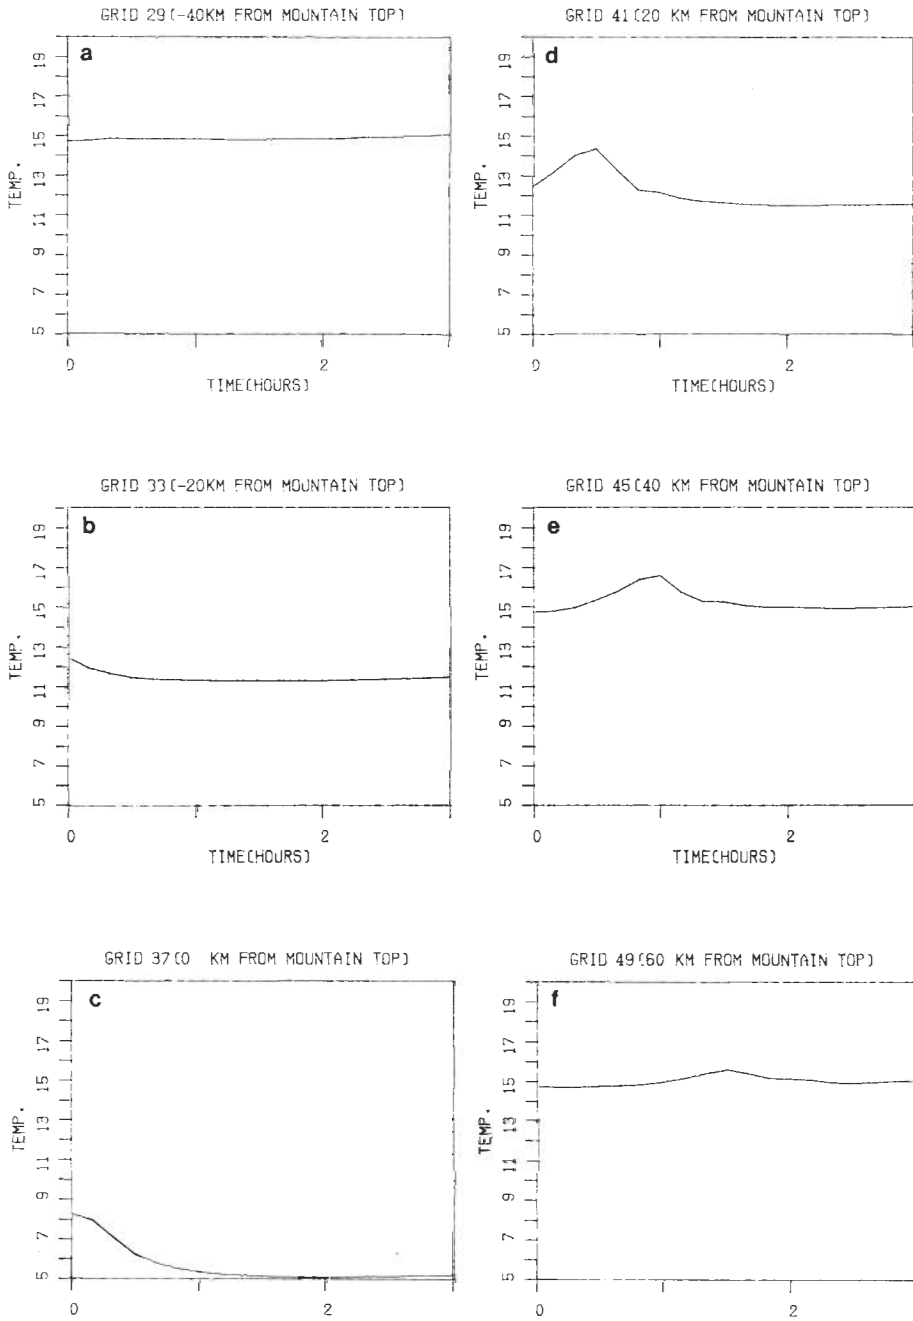 GRID 29(-40KM FROM MOUNTAIN TOP)
a
19
17
15
13
11
9
7
5
TEMP.
0
2
TIME(HOURS)
GRID 41(20 KM FROM MOUNTAIN TOP)
d
19
17
15
13
11
9
7
5
TEMP.
0
2
TIME(HOURS)
GRID 33(-20KM FROM MOUNTAIN TOP)
b
19
17
15
13
11
9
7
5
TEMP.
0
2
TIME(HOURS)
GRID 45(40 KM FROM MOUNTAIN TOP)
e
19
17
15
13
11
9
7
5
TEMP.
0
2
TIME(HOURS)
GRID 37(0 KM FROM MOUNTAIN TOP)
c
19
17
15
13
11
9
7
5
TEMP.
0
2
GRID 49(60 KM FROM MOUNTAIN TOP)
f
19
17
15
13
11
9
7
5
TEMP.
0
2